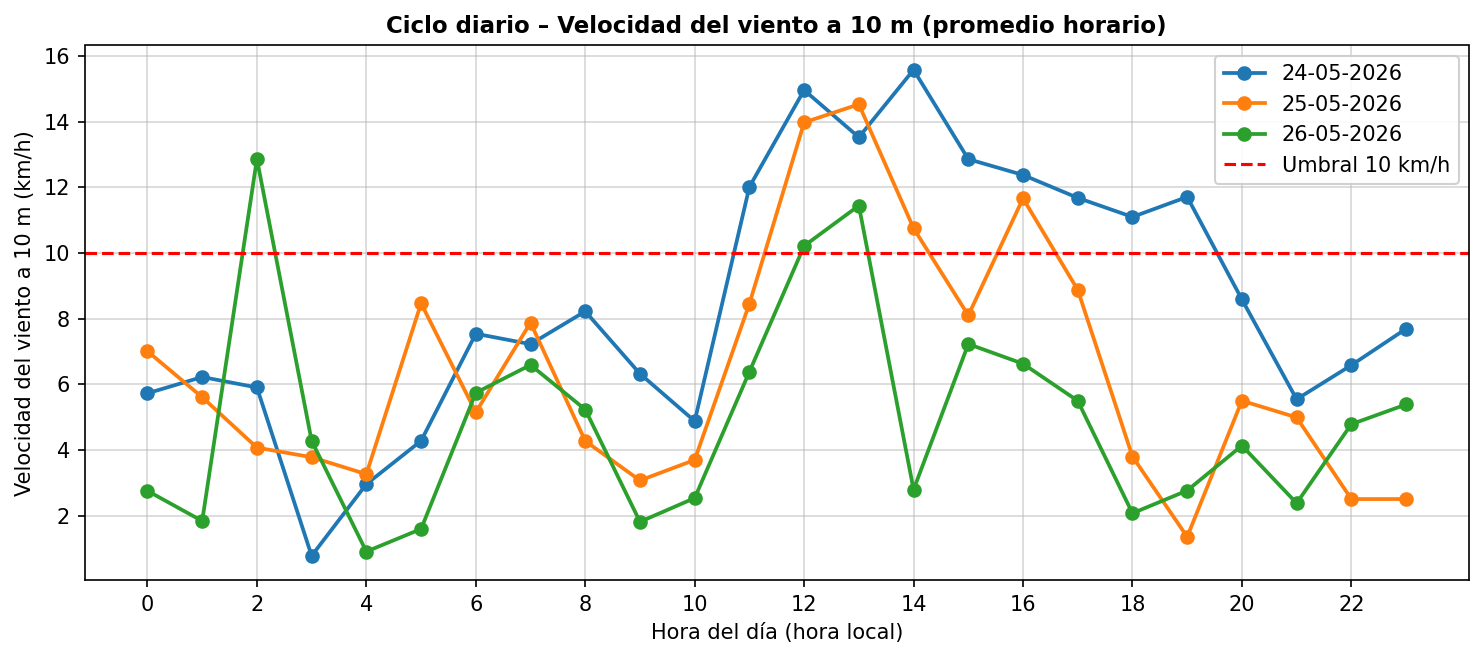 Ciclo diario – Velocidad del viento a 10 m (promedio horario)
Velocidad del viento a 10 m (km/h)
16
14
12
10
8
6
4
2
24-05-2026
25-05-2026
26-05-2026
Umbral 10 km/h
0 2 4 6 8 10 12 14 16 18 20 22
Hora del día (hora local)